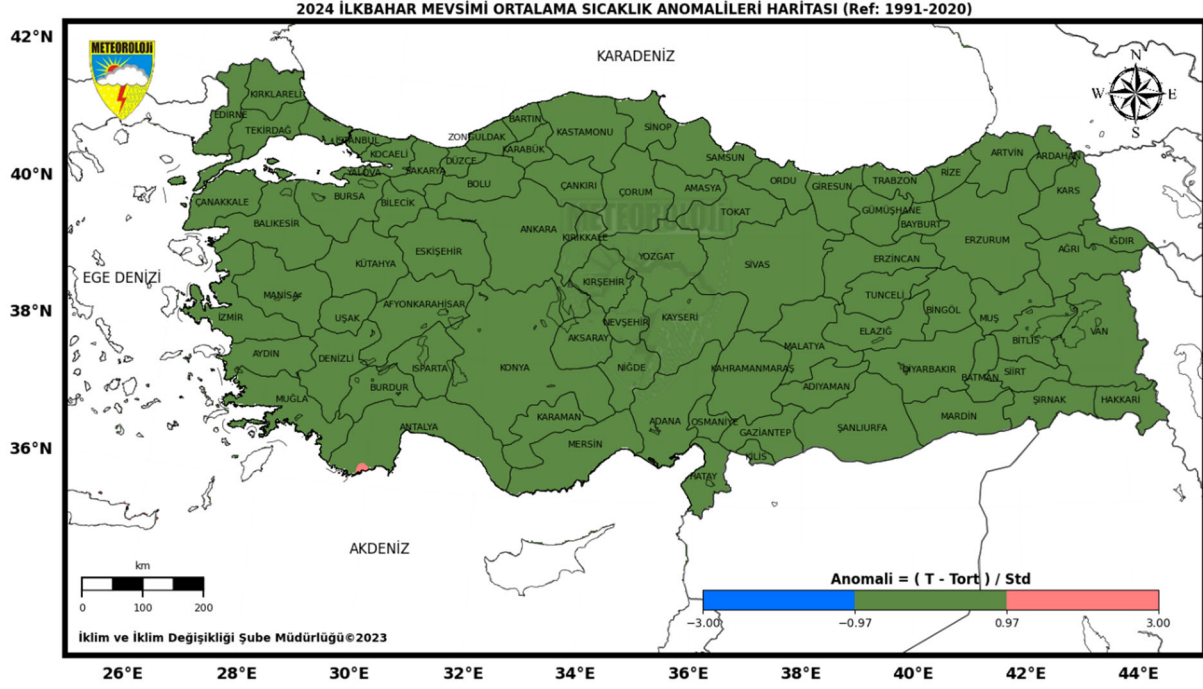 2024 İLKBAHAR MEVSİMİ ORTALAMA SICAKLIK ANOMALİLERİ HARİTASI (Ref: 1991-2020)
42°N
40°N
38°N
36°N
METEOROLOJİ
KARADENİZ
N
W E
S
EGE DENİZİ
AKDENİZ
KIRKLARELİ
EDİRNE
TEKİRDAĞ
İSTANBUL
KOCAELİ
YALOVA
SAKARYA
DÜZCE
ZONGULDAK
BARTIN
KARABÜK
KASTAMONU
SİNOP
SAMSUN
ORDU
GİRESUN
TRABZON
RİZE
ARTVİN
ARDAHAN
KARS
ÇANAKKALE
BURSA
BİLECİK
BOLU
ÇANKIRI
ÇORUM
AMASYA
TOKAT
GÜMÜŞHANE
BAYBURT
METEOROLOJİ
BALIKESİR
ESKİŞEHİR
ANKARA
KIRIKKALE
YOZGAT
SİVAS
ERZİNCAN
ERZURUM
AĞRI
IĞDIR
KÜTAHYA
KIRŞEHİR
MANİSA
UŞAK
AFYONKARAHİSAR
NEVŞEHİR
KAYSERİ
TUNCELİ
BİNGÖL
MUŞ
İZMİR
AKSARAY
ELAZIĞ
BİTLİS
VAN
AYDIN
DENİZLİ
ISPARTA
KONYA
NİĞDE
MALATYA
KAHRAMANMARAŞ
DİYARBAKIR
BATMAN
SİİRT
BURDUR
ADIYAMAN
MUĞLA
ŞIRNAK
HAKKARİ
ANTALYA
KARAMAN
ADANA
OSMANİYE
GAZİANTEP
ŞANLIURFA
MARDİN
MERSİN
KİLİS
HATAY
km
0 100 200
Anomali = ( T - Tort ) / Std
−3.00 −0.97 0.97 3.00
İklim ve İklim Değişikliği Şube Müdürlüğü©2023
26°E 28°E 30°E 32°E 34°E 36°E 38°E 40°E 42°E 44°E